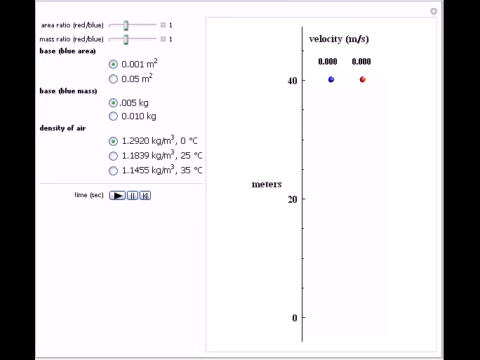 area ratio (red/blue) 1
mass ratio (red/blue) 1
base (blue area)
0.001 m²
0.05 m²
base (blue mass)
.005 kg
0.010 kg
density of air
1.2920 kg/m³, 0 °C
1.1839 kg/m³, 25 °C
1.1455 kg/m³, 35 °C
time (sec)
velocity (m/s)
0.000 0.000
40
meters
20
0